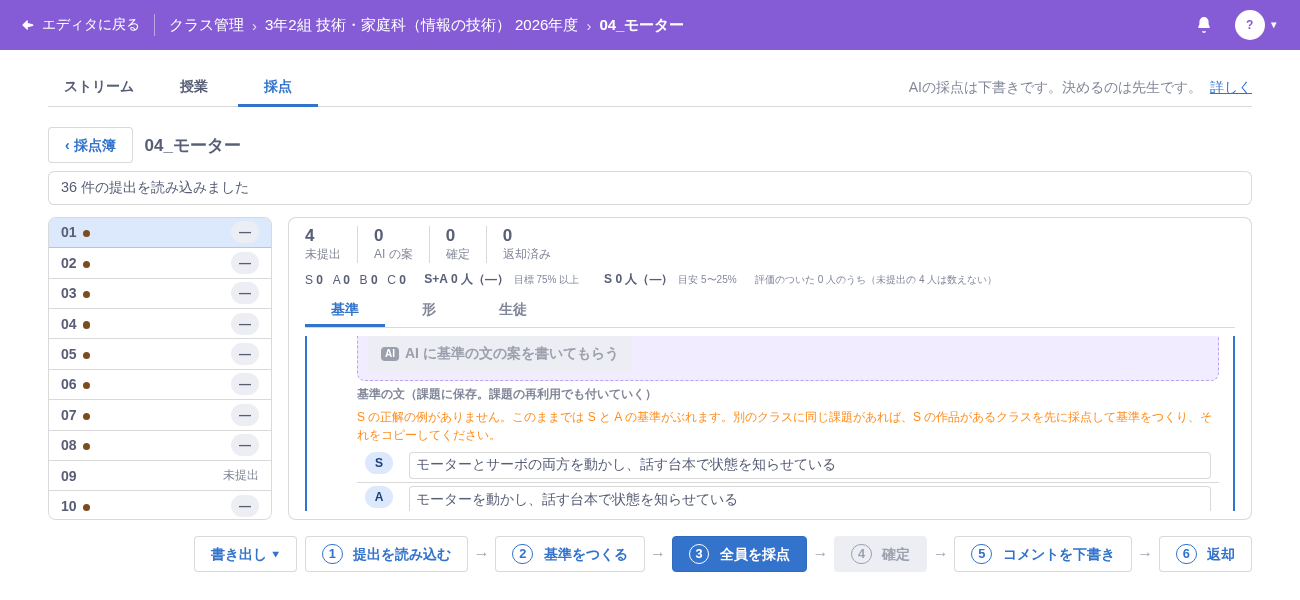 エディタに戻る
クラス管理 › 3年2組 技術・家庭科（情報の技術） 2026年度 › 04_モーター
?
ストリーム 授業 採点
AIの採点は下書きです。決めるのは先生です。 詳しく
‹ 採点簿
04_モーター
36 件の提出を読み込みました
01 —
02 —
03 —
04 —
05 —
06 —
07 —
08 —
09 未提出
10 —
4 0 0 0
未提出 AI の案 確定 返却済み
S 0 A 0 B 0 C 0 S+A 0 人（—） 目標 75% 以上 S 0 人（—） 目安 5〜25% 評価のついた 0 人のうち（未提出の 4 人は数えない）
基準 形 生徒
AI AI に基準の文の案を書いてもらう
基準の文（課題に保存。課題の再利用でも付いていく）
S の正解の例がありません。このままでは S と A の基準がぶれます。別のクラスに同じ課題があれば、S の作品があるクラスを先に採点して基準をつくり、そ
れをコピーしてください。
S モーターとサーボの両方を動かし、話す台本で状態を知らせている
A モーターを動かし、話す台本で状態を知らせている
書き出し ▾ 1 提出を読み込む → 2 基準をつくる → 3 全員を採点 → 4 確定 → 5 コメントを下書き → 6 返却